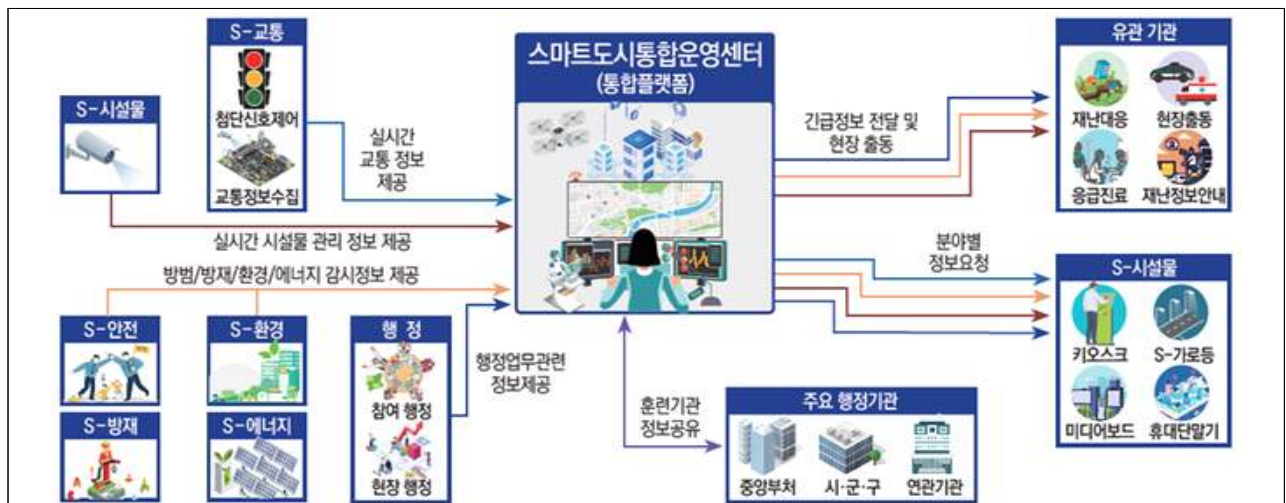 S-교통
첨단신호제어
교통정보수집
S-시설물
실시간
교통 정보
제공
실시간 시설물 관리 정보 제공
방범/방재/환경/에너지 감시정보 제공
S-안전
S-환경
S-방재
S-에너지
행 정
참여 행정
현장 행정
행정업무관련
정보제공
스마트도시통합운영센터
(통합플랫폼)
훈련기관
정보공유
주요 행정기관
중앙부처
시·군·구
연관기관
긴급정보 전달 및
현장 출동
유관 기관
재난대응
현장출동
응급진료
재난정보안내
분야별
정보요청
S-시설물
키오스크
S-가로등
미디어보드
휴대단말기